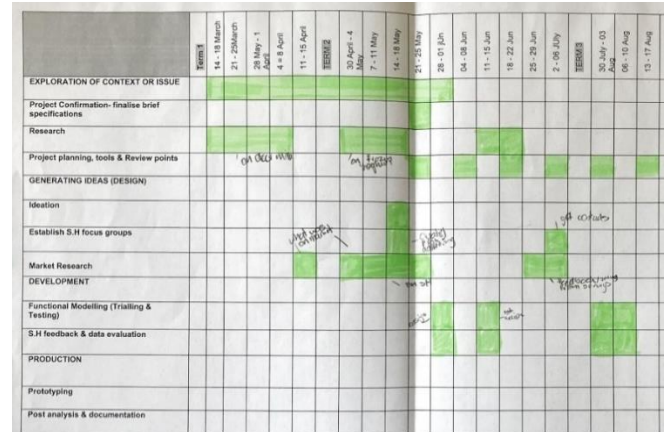 Term 1
14 - 18 March
21 - 25March
28 May - 1
April
4 = 8 April
11 - 15 April
TERM 2
30 April - 4
May
7 - 11 May
14 - 18 May
21 - 25 May
28 - 01 jUn
04 - 08 Jun
11 - 15 Jun
18 - 22 Jun
25 - 29 Jun
2 - 06 JUly
TERM 3
30 July - 03
Aug
06 - 10 Aug
13 - 17 Aug
EXPLORATION OF CONTEXT OR ISSUE
Project Confirmation- finalise brief
specifications
Research
Project planning, tools & Review points
GENERATING IDEAS (DESIGN)
Ideation
Establish S.H focus groups
Market Research
DEVELOPMENT
Functional Modelling (Trialling &
Testing)
S.H feedback & data evaluation
PRODUCTION
Prototyping
Post analysis & documentation